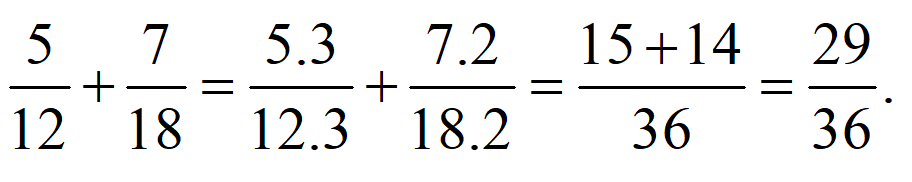 5/12 + 7/18 = 5.3/12.3 + 7.2/18.2 = 15+14/36 = 29/36.